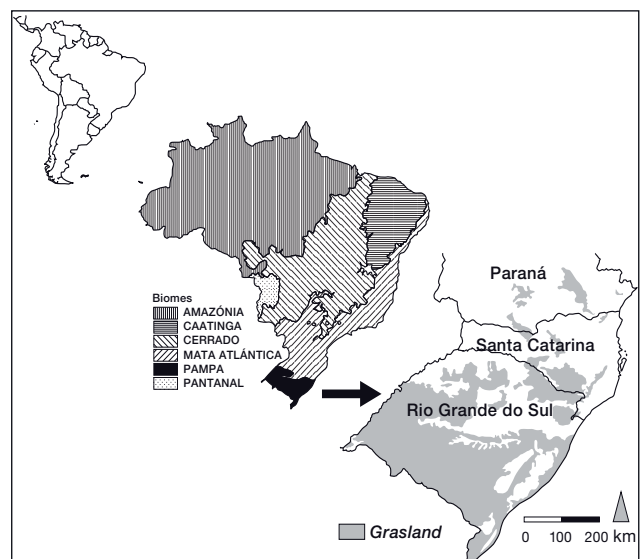 Biomes
AMAZÓNIA
CAATINGA
CERRADO
MATA ATLÁNTICA
PAMPA
PANTANAL
Paraná
Santa Catarina
Rio Grande do Sul
Grasland
0 100 200 km